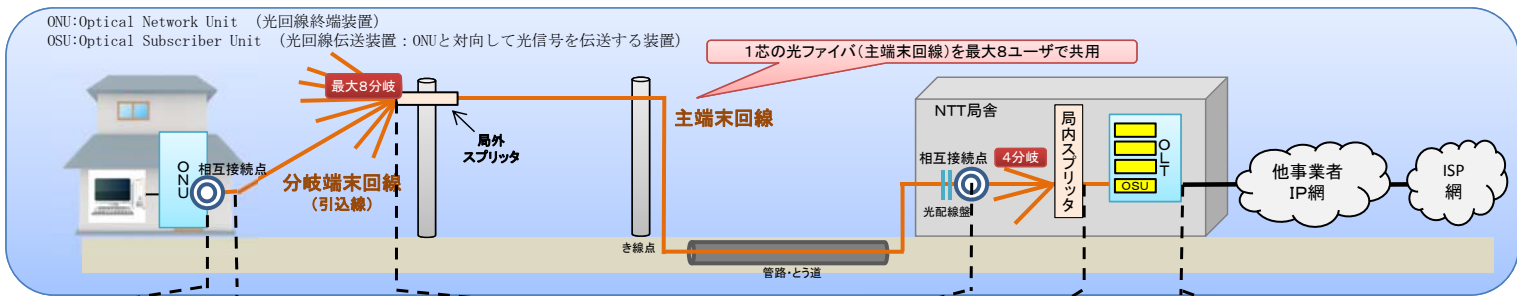 ONU:Optical Network Unit （光回線終端装置）
OSU:Optical Subscriber Unit （光回線伝送装置：ONUと対向して光信号を伝送する装置）
1芯の光ファイバ(主端末回線)を最大8ユーザで共用
最大8分岐
主端末回線
局外
スプリッタ
ONU
相互接続点
分岐端末回線
(引込線)
き線点
管路・とう道
NTT局舎
相互接続点
4分岐
光配線盤
局内スプリッタ
OLT
OSU
他事業者
IP網
ISP
網